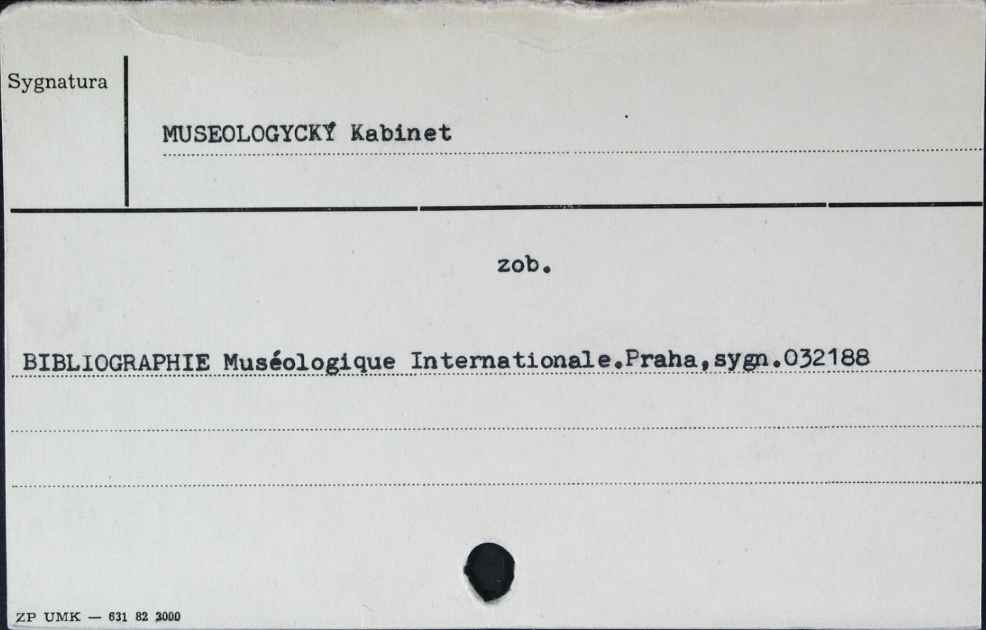 Sygnatura
MUSEOLOGYCKÝ Kabinet
zob.
BIBLIOGRAPHIE Muséologique Internationale.Praha,sygn.032188
ZP UMK — 631 82 3000